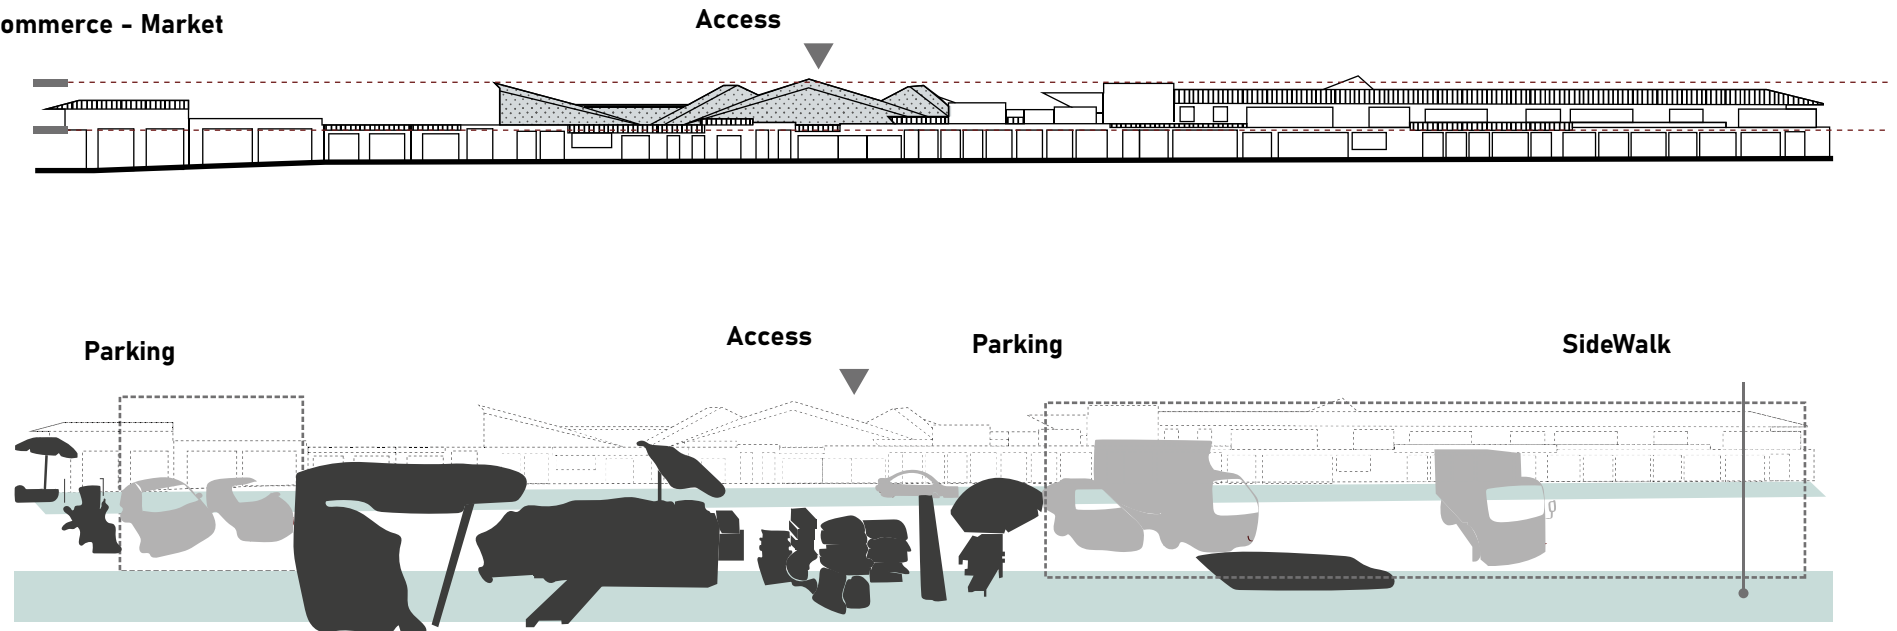 ommerce - Market
Access
Parking
Access
Parking
SideWalk